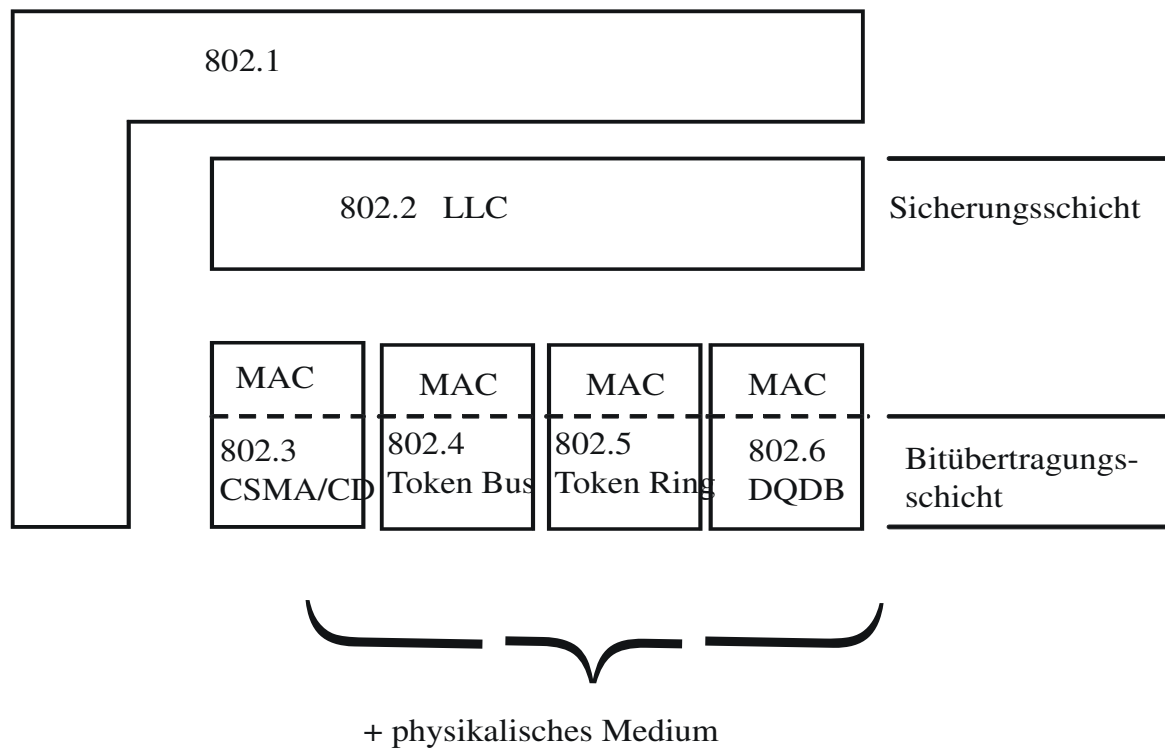 802.1
802.2 LLC
Sicherungsschicht
MAC
MAC
MAC
MAC
802.3
CSMA/CD
802.4
Token Bus
802.5
Token Ring
802.6
DQDB
Bitübertragungs-
schicht
+ physikalisches Medium